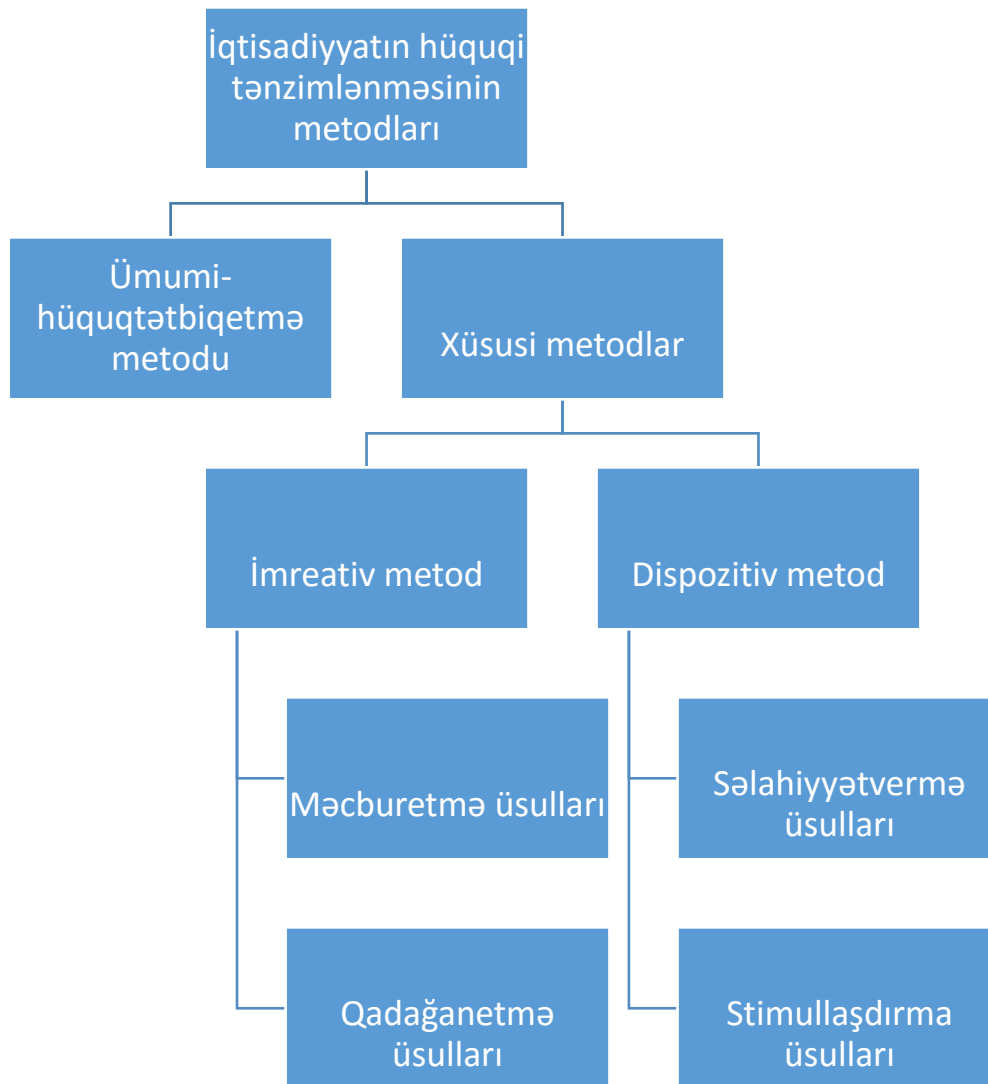 İqtisadiyyatın hüquqi
tənzimlənməsinin
metodları
Ümumi-
hüquqtətbiqetmə
metodu
Xüsusi metodlar
İmreativ metod
Dispozitiv metod
Məcburetmə üsulları
Səlahiyyətvermə
üsulları
Qadağanetmə
üsulları
Stimullaşdırma
üsulları